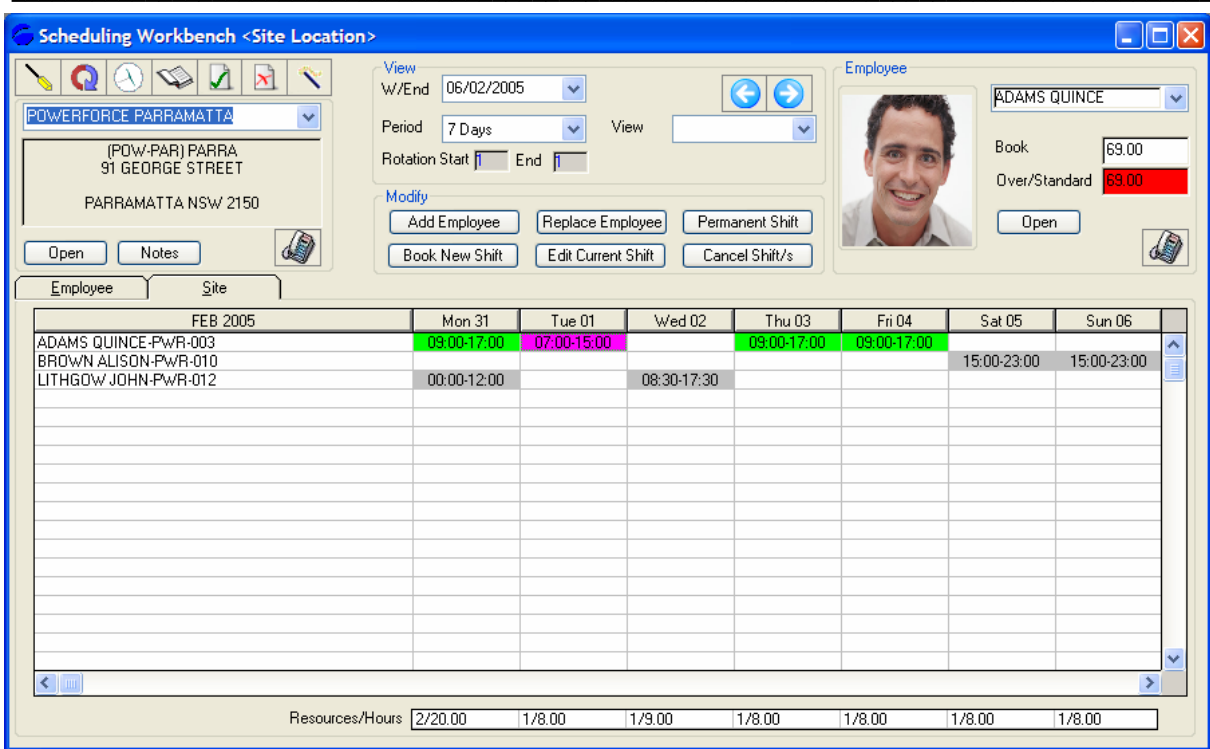 Scheduling Workbench <Site Location>
POWERFORCE PARRAMATTA
(POW-PAR) PARRA
91 GEORGE STREET
PARRAMATTA NSW 2150
Open Notes
View
W/End 06/02/2005
Period 7 Days View
Rotation Start 1 End 1
Modify
Add Employee Replace Employee Permanent Shift
Book New Shift Edit Current Shift Cancel Shift/s
Employee
ADAMS QUINCE
Book 69.00
Over/Standard 69.00
Open
Employee Site
FEB 2005 Mon 31 Tue 01 Wed 02 Thu 03 Fri 04 Sat 05 Sun 06
ADAMS QUINCE-PWR-003 09:00-17:00 07:00-15:00 09:00-17:00 09:00-17:00
BROWN ALISON-PWR-010 15:00-23:00 15:00-23:00
LITHGOW JOHN-PWR-012 00:00-12:00 08:30-17:30
Resources/Hours 2/20.00 1/8.00 1/9.00 1/8.00 1/8.00 1/8.00 1/8.00